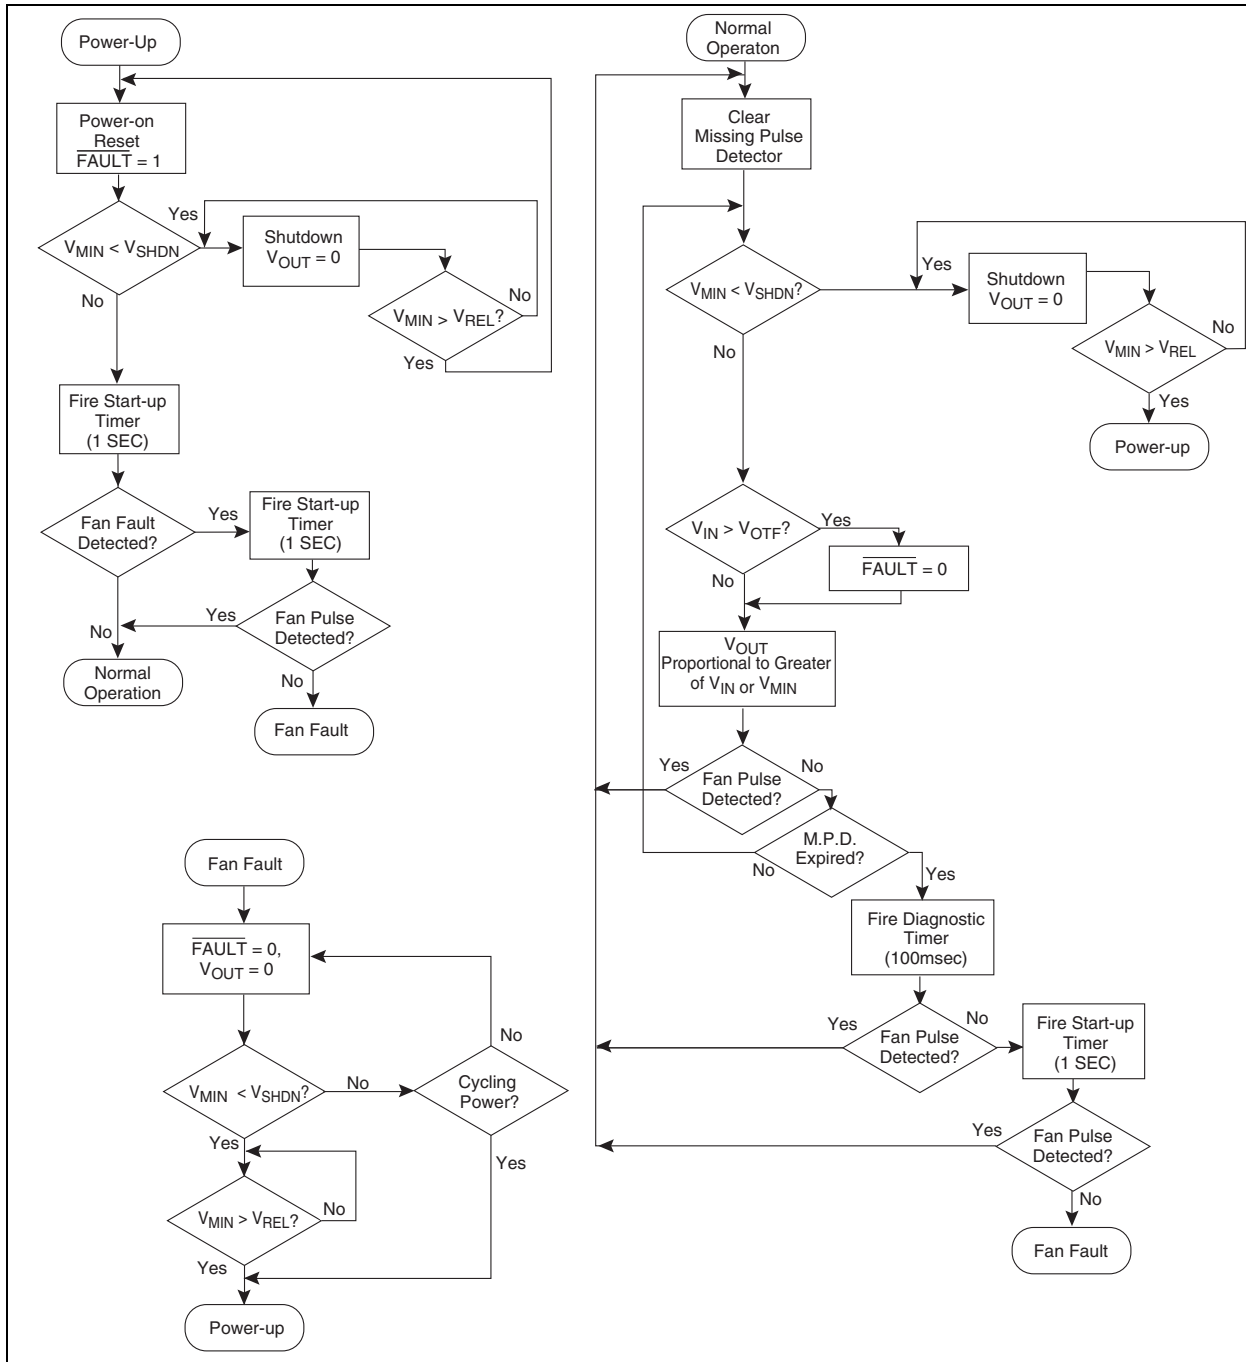 Power-Up
Power-on
Reset
FAULT = 1
Yes
VMIN < VSHDN
No
Shutdown
VOUT = 0
VMIN > VREL?
No
Yes
Fire Start-up
Timer
(1 SEC)
Fan Fault
Detected?
Yes
Fire Start-up
Timer
(1 SEC)
Yes
Fan Pulse
Detected?
No
Normal
Operation
No
Fan Fault
Fan Fault
FAULT = 0,
VOUT = 0
No
VMIN < VSHDN?
No
Cycling
Power?
Yes
Yes
VMIN > VREL?
No
Yes
Power-up
Normal
Operaton
Clear
Missing Pulse
Detector
Yes
VMIN < VSHDN?
No
Shutdown
VOUT = 0
No
VMIN > VREL
Yes
Power-up
VIN > VOTF?
Yes
FAULT = 0
No
VOUT
Proportional to Greater
of VIN or VMIN
Yes
No
Fan Pulse
Detected?
M.P.D.
Expired?
No
Yes
Fire Diagnostic
Timer
(100msec)
Yes
No
Fan Pulse
Detected?
Fire Start-up
Timer
(1 SEC)
Yes
Fan Pulse
Detected?
No
Fan Fault